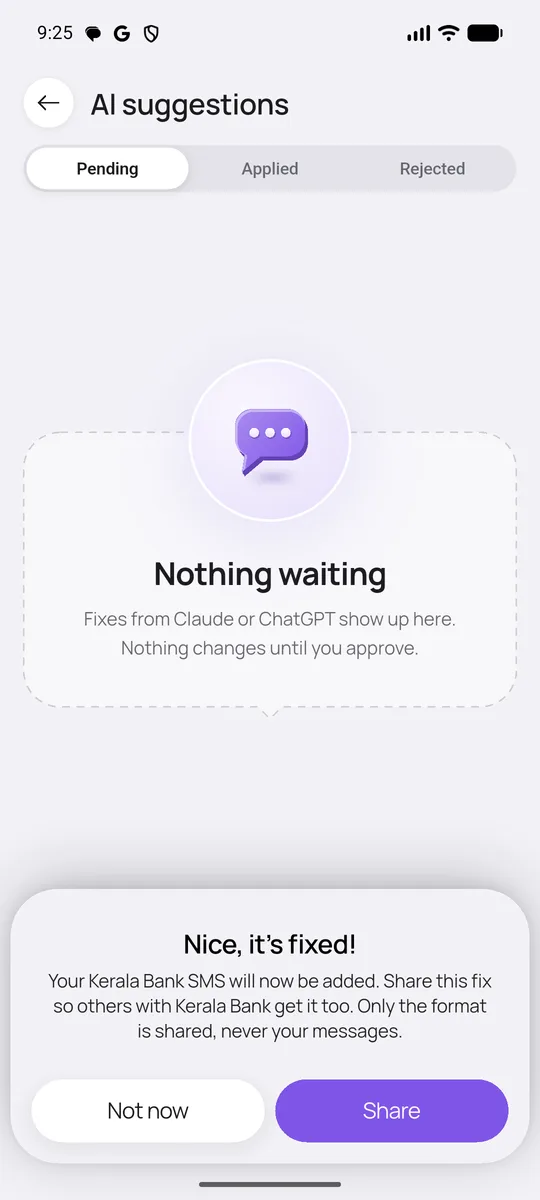 9:25
AI suggestions
Pending
Applied
Rejected
Nothing waiting
Fixes from Claude or ChatGPT show up here.
Nothing changes until you approve.
Nice, it’s fixed!
Your Kerala Bank SMS will now be added. Share this fix
so others with Kerala Bank get it too. Only the format
is shared, never your messages.
Not now
Share